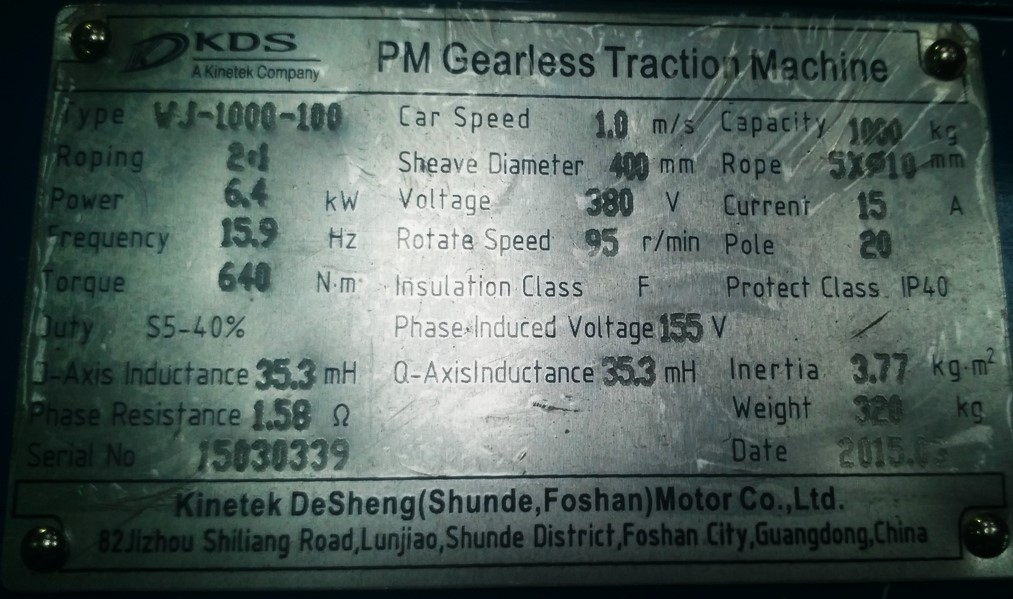 KDS
A Kinetek Company
PM Gearless Traction Machine
Type WJ-1000-100 Car Speed 1.0 m/s Capacity 1000 kg
Roping 2:1 Sheave Diameter 400 mm Rope 5XØ10 mm
Power 6.4 kW Voltage 380 V Current 15 A
Frequency 15.9 Hz Rotate Speed 95 r/min Pole 20
Torque 640 N·m Insulation Class F Protect Class IP40
Duty S5-40% Phase-Induced Voltage 155 V
D-Axis Inductance 35.3 mH Q-AxisInductance 35.3 mH Inertia 3.77 kg·m²
Phase Resistance 1.58 Ω Weight 320 kg
Serial No 15030339 Date
Kinetek DeSheng(Shunde,Foshan)Motor Co.,Ltd.
82Jizhou Shiliang Road,Lunjiao,Shunde District,Foshan City,Guangdong,China